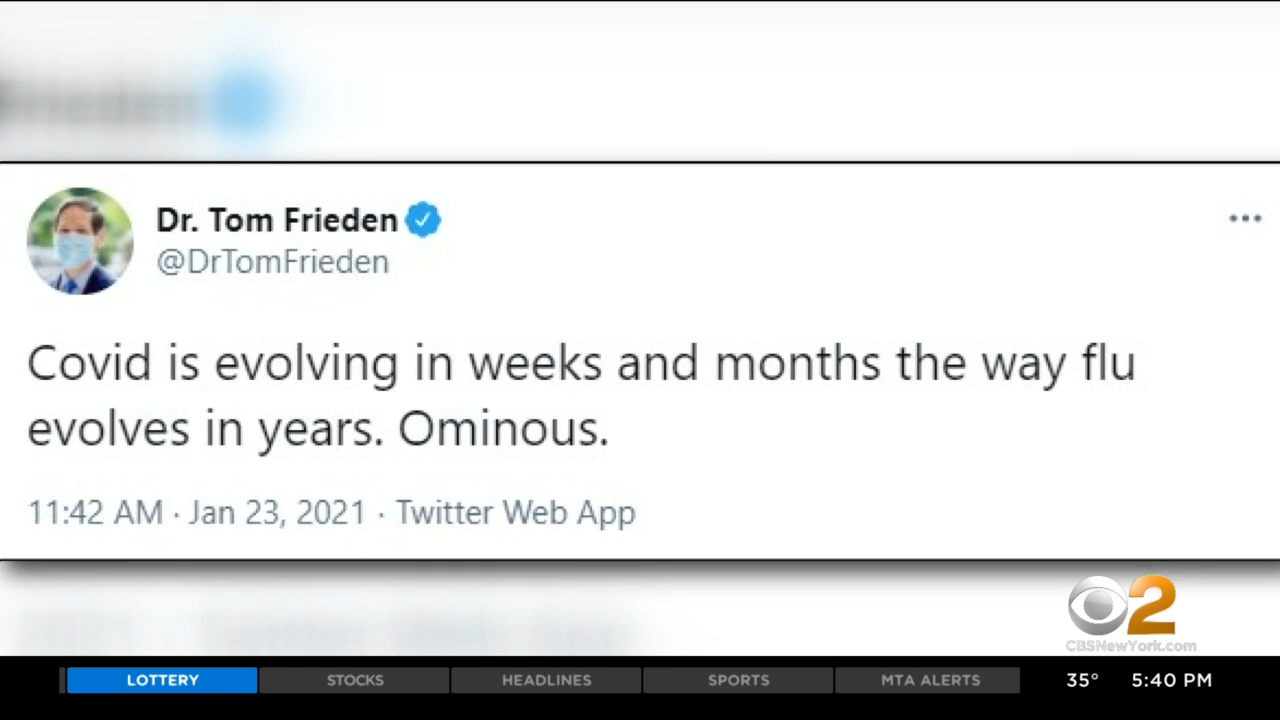 Dr. Tom Frieden
@DrTomFrieden
Covid is evolving in weeks and months the way flu
evolves in years. Ominous.
11:42 AM · Jan 23, 2021 · Twitter Web App
2
CBSNewYork.com
LOTTERY STOCKS HEADLINES SPORTS MTA ALERTS 35° 5:40 PM